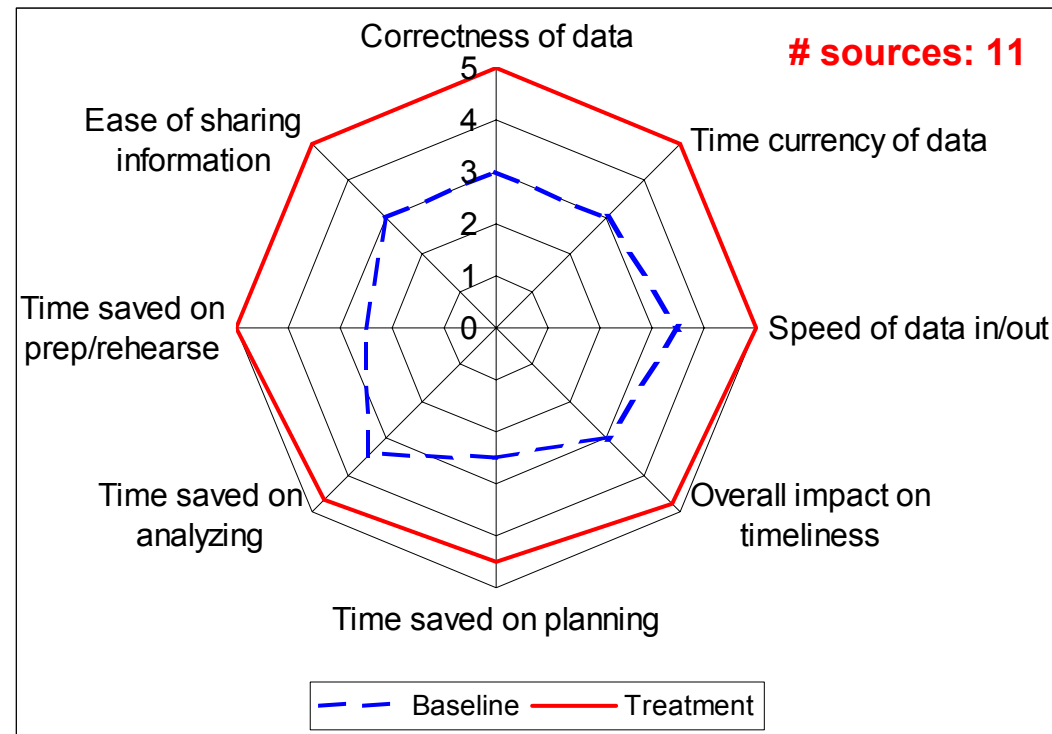 Correctness of data
# sources: 11
5
4
3
2
1
0
Ease of sharing
information
Time currency of data
Time saved on
prep/rehearse
Speed of data in/out
Time saved on
analyzing
Overall impact on
timeliness
Time saved on planning
Baseline
Treatment